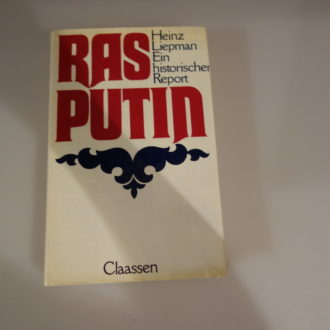 RAS
PUTIN
Heinz
Liepman
Ein
historischer
Report
Claassen